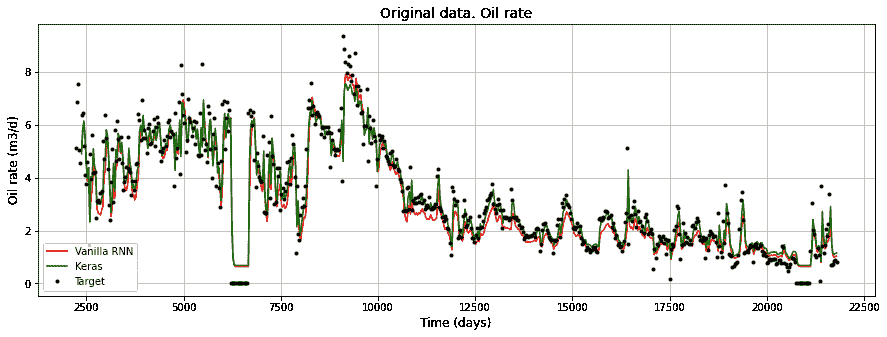 Original data. Oil rate
Oil rate (m3/d)
8
6
4
2
0
Vanilla RNN
Keras
Target
2500 5000 7500 10000 12500 15000 17500 20000 22500
Time (days)